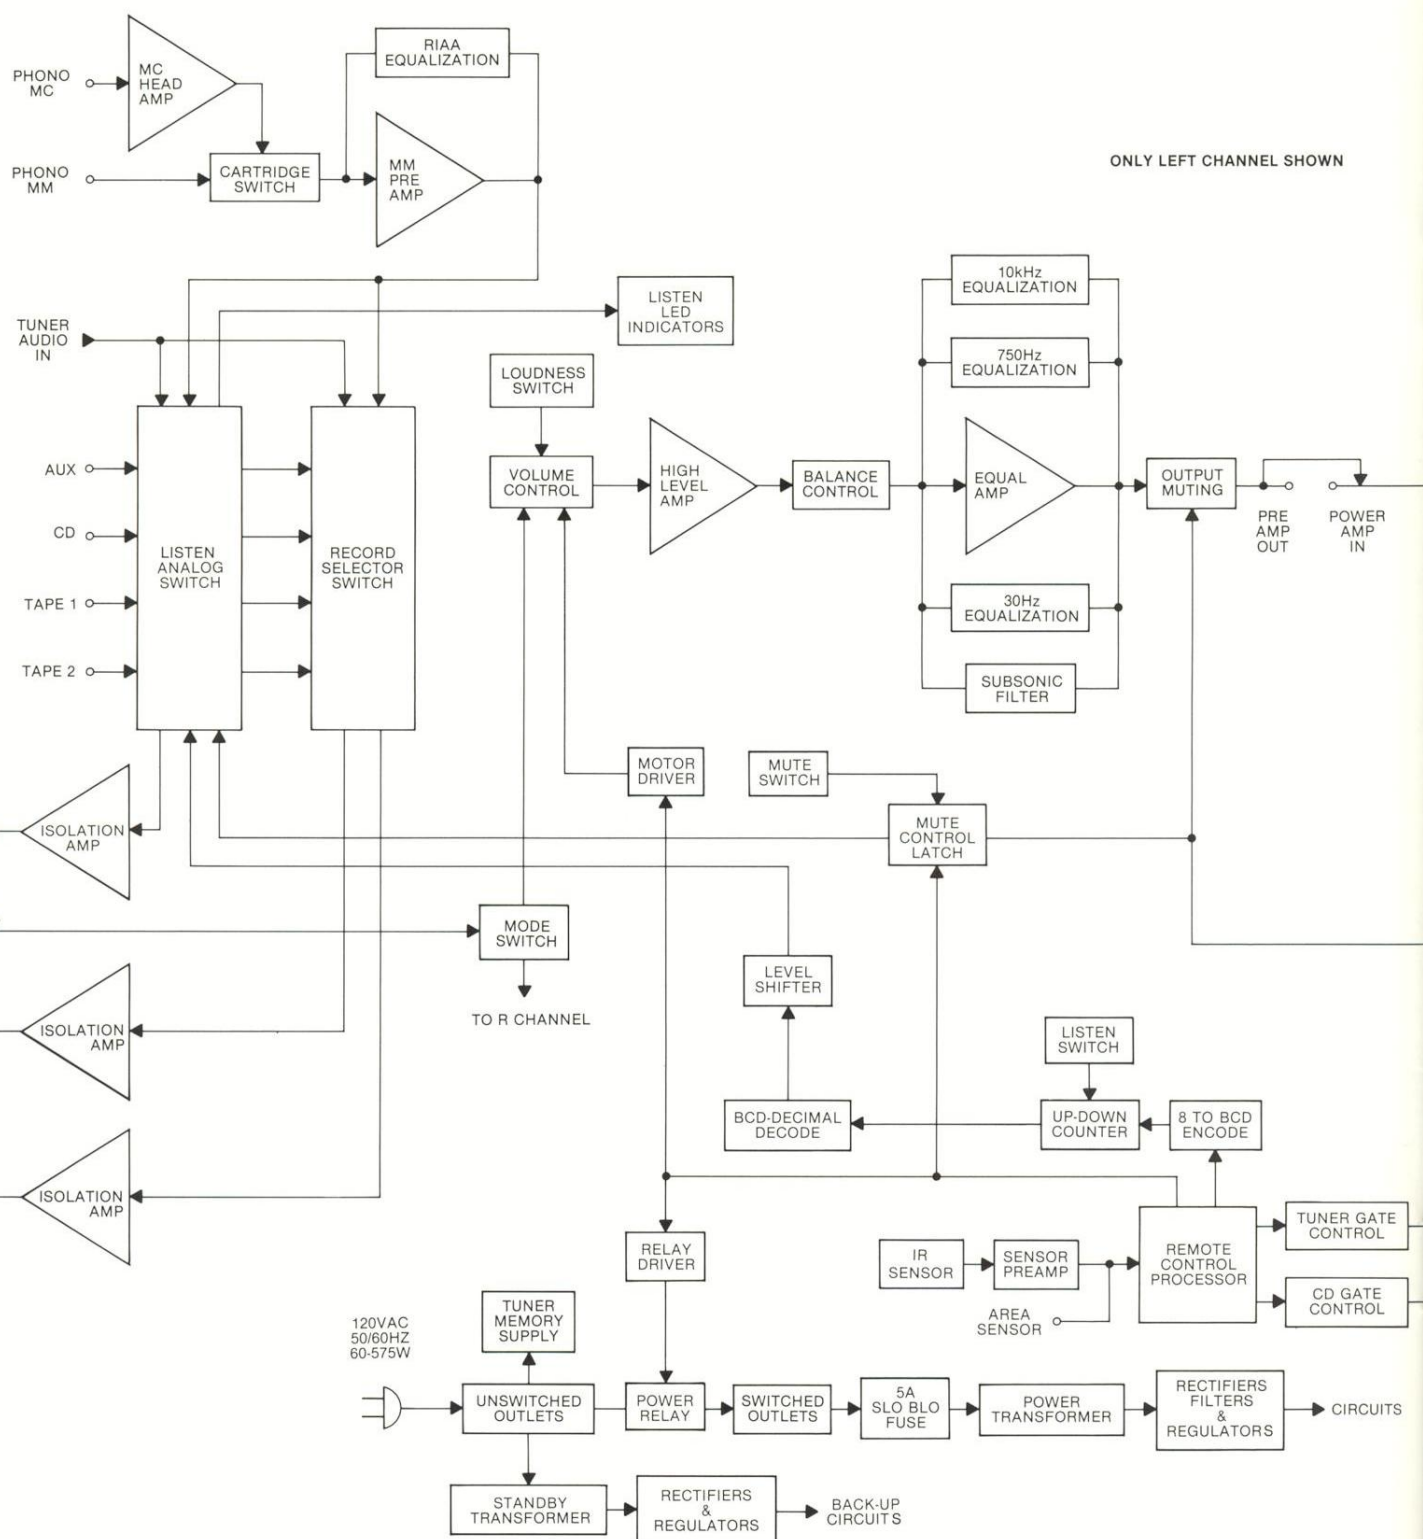 RIAA
EQUALIZATION
PHONO
MC
MC
HEAD
AMP
PHONO
MM
CARTRIDGE
SWITCH
MM
PRE
AMP
ONLY LEFT CHANNEL SHOWN
10kHz
EQUALIZATION
LISTEN
LED
INDICATORS
TUNER
AUDIO
IN
750Hz
EQUALIZATION
LOUDNESS
SWITCH
AUX
VOLUME
CONTROL
HIGH
LEVEL
AMP
BALANCE
CONTROL
EQUAL
AMP
OUTPUT
MUTING
PRE
AMP
OUT
POWER
AMP
IN
CD
LISTEN
ANALOG
SWITCH
RECORD
SELECTOR
SWITCH
TAPE 1
30Hz
EQUALIZATION
TAPE 2
SUBSONIC
FILTER
MOTOR
DRIVER
MUTE
SWITCH
ISOLATION
AMP
MUTE
CONTROL
LATCH
MODE
SWITCH
LEVEL
SHIFTER
TO R CHANNEL
ISOLATION
AMP
LISTEN
SWITCH
BCD-DECIMAL
DECODE
UP-DOWN
COUNTER
8 TO BCD
ENCODE
ISOLATION
AMP
RELAY
DRIVER
IR
SENSOR
SENSOR
PREAMP
REMOTE
CONTROL
PROCESSOR
TUNER GATE
CONTROL
CD GATE
CONTROL
AREA
SENSOR
120VAC
50/60HZ
60-575W
TUNER
MEMORY
SUPPLY
UNSWITCHED
OUTLETS
POWER
RELAY
SWITCHED
OUTLETS
5A
SLO BLO
FUSE
POWER
TRANSFORMER
RECTIFIERS
FILTERS
&
REGULATORS
CIRCUITS
STANDBY
TRANSFORMER
RECTIFIERS
&
REGULATORS
BACK-UP
CIRCUITS